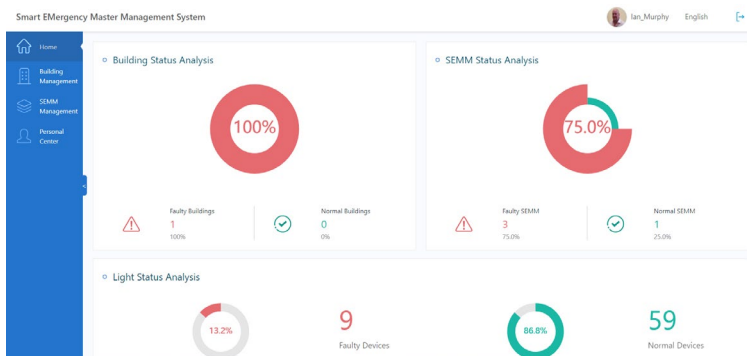 Smart EMergency Master Management System
Ian_Murphy
English
Home
Building
Management
SEMM
Management
Personal
Center
<
Building Status Analysis
100%
Faulty Buildings
1
100%
Normal Buildings
0
0%
SEMM Status Analysis
75.0%
Faulty SEMM
3
75.0%
Normal SEMM
1
25.0%
Light Status Analysis
13.2%
9
Faulty Devices
86.8%
59
Normal Devices